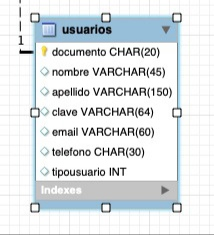 1
usuarios
documento CHAR(20)
nombre VARCHAR(45)
apellido VARCHAR(150)
clave VARCHAR(64)
email VARCHAR(60)
telefono CHAR(30)
tipousuario INT
Indexes